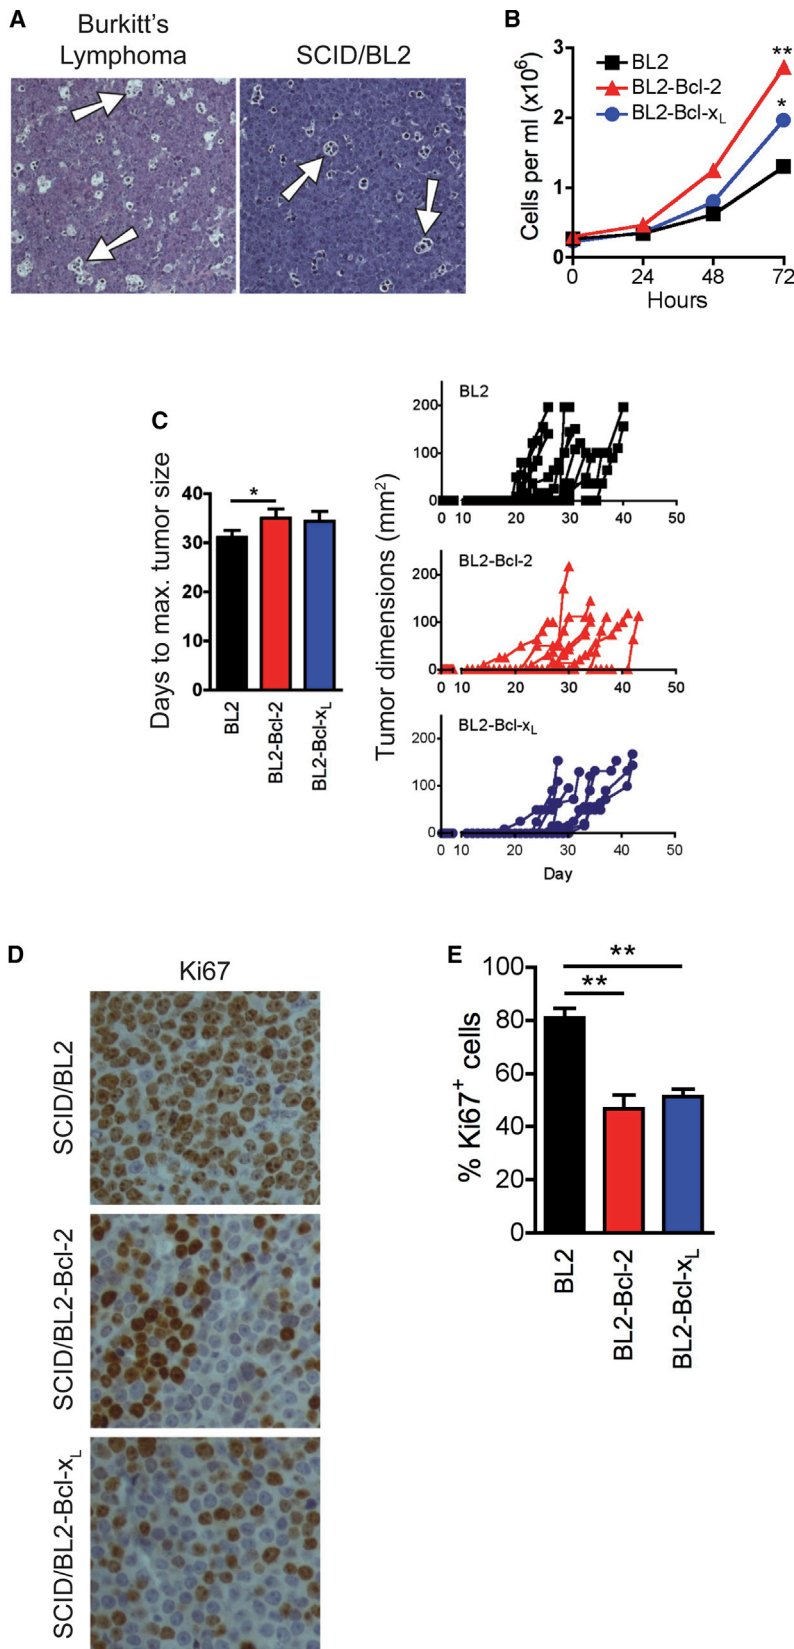 A
Burkitt's
Lymphoma
SCID/BL2
B
Cells per ml (x10⁶)
3
2
1
0
BL2
BL2-Bcl-2
BL2-Bcl-xL
**
*
0 24 48 72
Hours
C
Days to max. tumor size
40
30
20
10
0
*
BL2
BL2-Bcl-2
BL2-Bcl-xL
Tumor dimensions (mm²)
BL2
200
100
0
0 10 20 30 40 50
BL2-Bcl-2
200
100
0
0 10 20 30 40 50
BL2-Bcl-xL
200
100
0
0 10 20 30 40 50
Day
D
Ki67
SCID/BL2
SCID/BL2-Bcl-2
SCID/BL2-Bcl-xL
E
% Ki67⁺ cells
100
80
60
40
20
0
**
**
BL2
BL2-Bcl-2
BL2-Bcl-xL